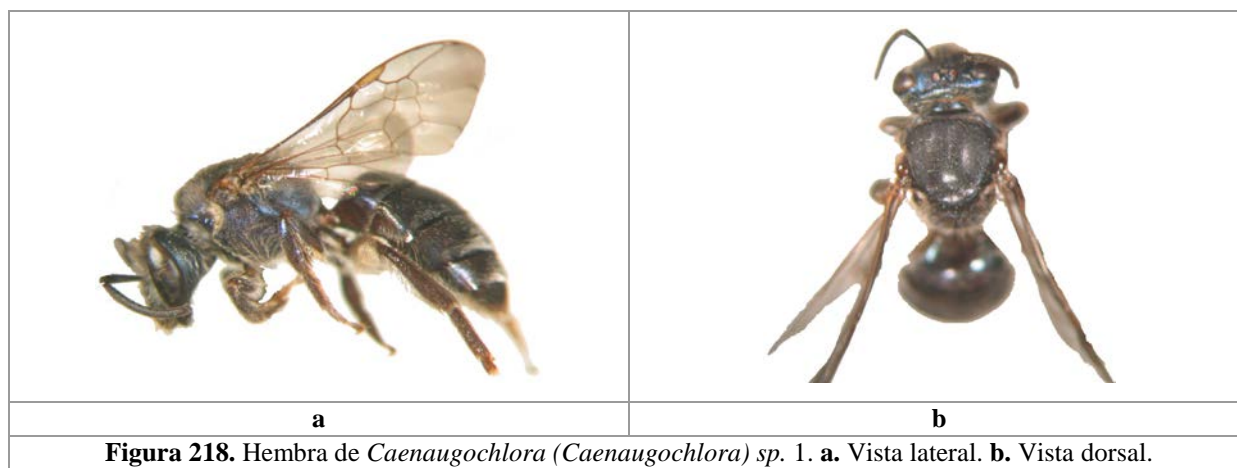 a
b
Figura 218. Hembra de Caenaugochlora (Caenaugochlora) sp. 1. a. Vista lateral. b. Vista dorsal.